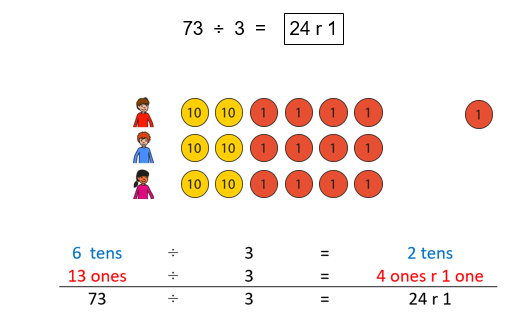 73 ÷ 3 = 24 r 1
10 10 1 1 1 1 1
10 10 1 1 1 1
10 10 1 1 1 1
6 tens ÷ 3 = 2 tens
13 ones ÷ 3 = 4 ones r 1 one
73 ÷ 3 = 24 r 1